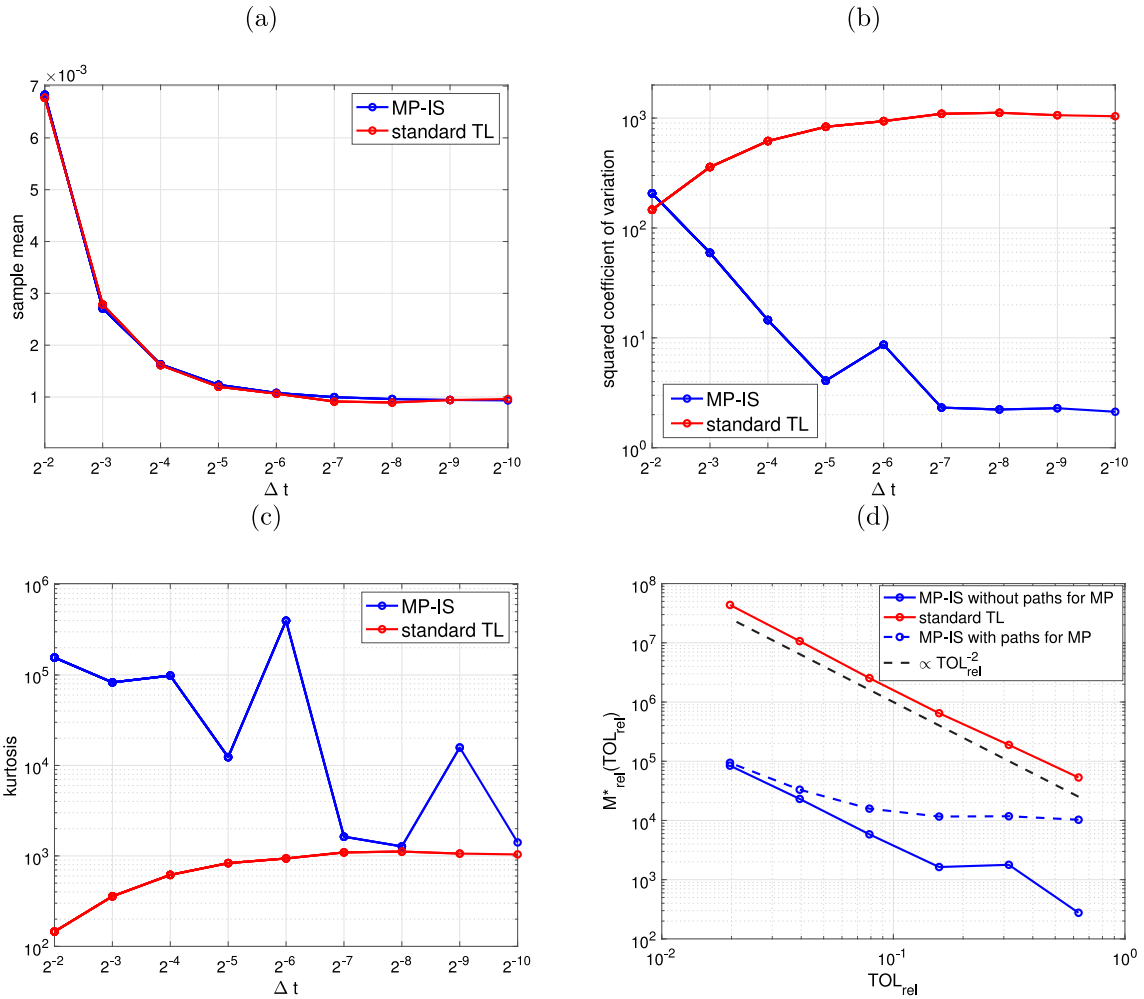 (a)
×10⁻³
7
6
5
4
3
2
1
sample mean
MP-IS
standard TL
2⁻² 2⁻³ 2⁻⁴ 2⁻⁵ 2⁻⁶ 2⁻⁷ 2⁻⁸ 2⁻⁹ 2⁻¹⁰
Δ t
(b)
10³
10²
10¹
10⁰
squared coefficient of variation
MP-IS
standard TL
2⁻² 2⁻³ 2⁻⁴ 2⁻⁵ 2⁻⁶ 2⁻⁷ 2⁻⁸ 2⁻⁹ 2⁻¹⁰
Δ t
(c)
10⁶
10⁵
10⁴
10³
10²
kurtosis
MP-IS
standard TL
2⁻² 2⁻³ 2⁻⁴ 2⁻⁵ 2⁻⁶ 2⁻⁷ 2⁻⁸ 2⁻⁹ 2⁻¹⁰
Δ t
(d)
10⁸
10⁷
10⁶
10⁵
10⁴
10³
10²
M*_rel(TOL_rel)
MP-IS without paths for MP
standard TL
MP-IS with paths for MP
∝ TOL_rel^-2
10⁻² 10⁻¹ 10⁰
TOL_rel